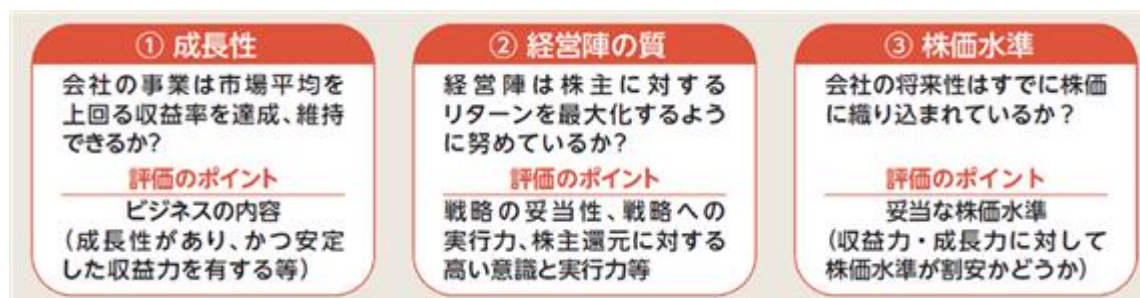 ① 成長性
会社の事業は市場平均を
上回る収益率を達成、維持
できるか?
評価のポイント
ビジネスの内容
(成長性があり、かつ安定
した収益力を有する等)
② 経営陣の質
経営陣は株主に対する
リターンを最大化するよう
に努めているか?
評価のポイント
戦略の妥当性、戦略への
実行力、株主還元に対する
高い意識と実行力等
③ 株価水準
会社の将来性はすでに株価
に織り込まれているか?
評価のポイント
妥当な株価水準
(収益力・成長力に対して
株価水準が割安かどうか)